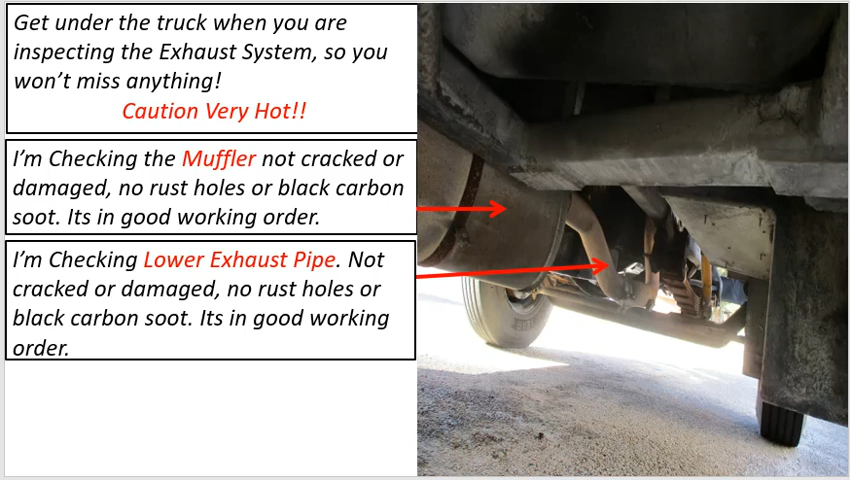 Get under the truck when you are
inspecting the Exhaust System, so you
won't miss anything!
Caution Very Hot!!
I'm Checking the Muffler not cracked or
damaged, no rust holes or black carbon
soot. Its in good working order.
I'm Checking Lower Exhaust Pipe. Not
cracked or damaged, no rust holes or
black carbon soot. Its in good working
order.